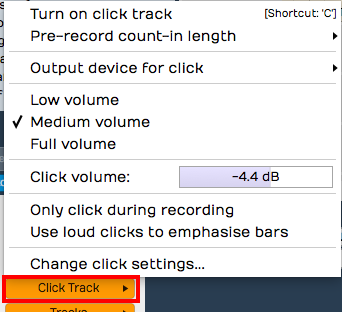 Turn on click track [Shortcut: 'C']
Pre-record count-in length
Output device for click
Low volume
Medium volume
Full volume
Click volume: -4.4 dB
Only click during recording
Use loud clicks to emphasise bars
Change click settings...
Click Track
Tracks